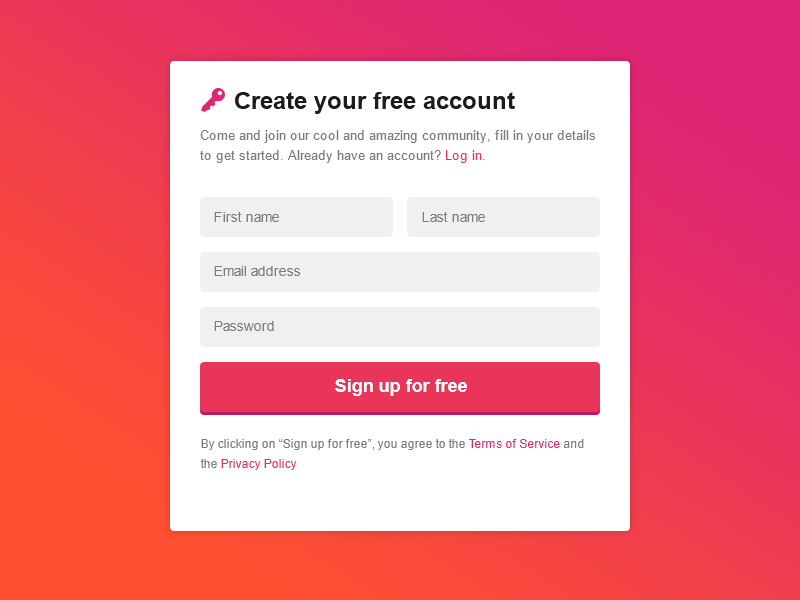 Create your free account
Come and join our cool and amazing community, fill in your details
to get started. Already have an account? Log in.
First name
Last name
Email address
Password
Sign up for free
By clicking on “Sign up for free”, you agree to the Terms of Service and
the Privacy Policy